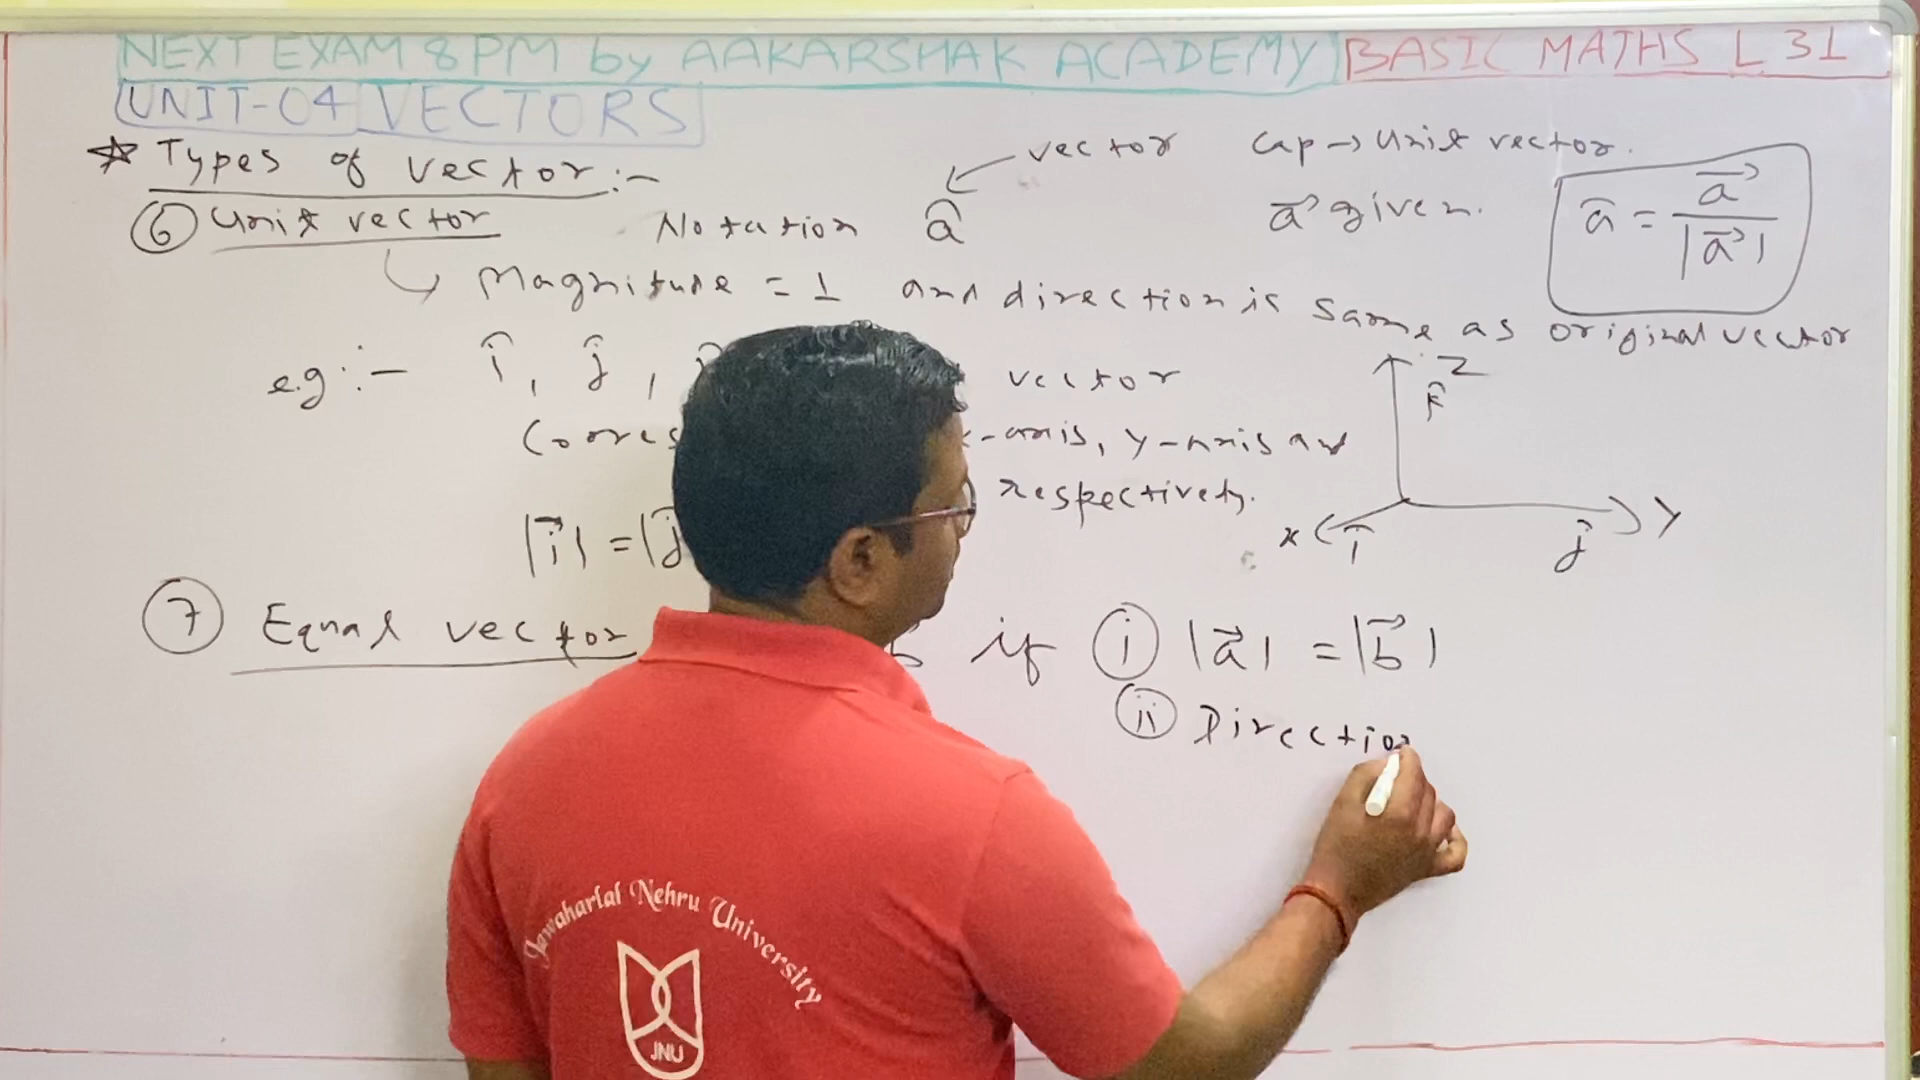 NEXT EXAM 8 PM by AAKARSHAK ACADEMY BASIC MATHS L 31
UNIT-04 VECTORS
☆ Types of vector:-
vector Cap → Unit vector.
⑥ Unit vector Notation â a⃗ given. â = a⃗ / |a⃗|
↳ Magnitude = 1 and direction is same as original vector
e.g:- î, ĵ, vector
Z
k̂
x-axis, y-axis and
respectively.
X î ĵ Y
|i⃗| = |j⃗
⑦ Equal vector b if ⓘ |a⃗| = |b⃗|
ⓘⓘ Direction
Jawaharlal Nehru University
JNU